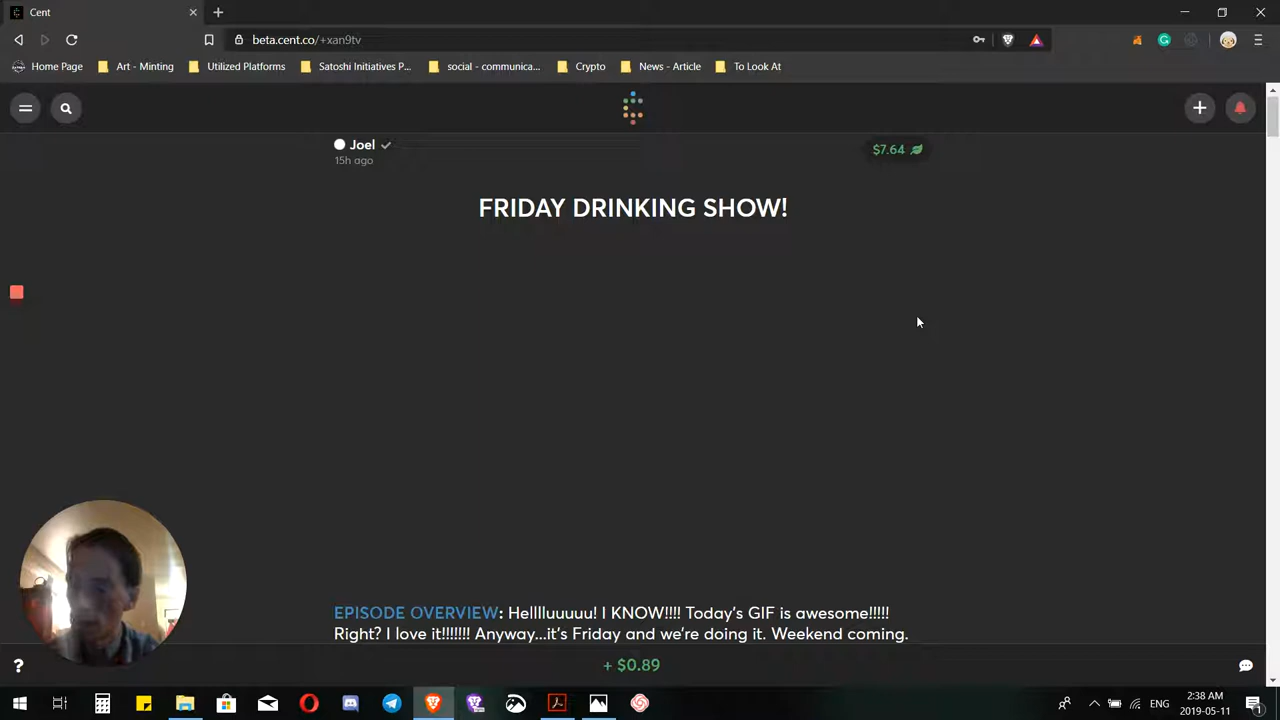 Cent
beta.cent.co/+xan9tv
Home Page
Art - Minting
Utilized Platforms
Satoshi Initiatives P...
social - communica...
Crypto
News - Article
To Look At
Joel
15h ago
$7.64
FRIDAY DRINKING SHOW!
EPISODE OVERVIEW: Helllluuuuu! I KNOW!!!! Today's GIF is awesome!!!!!
Right? I love it!!!!!!! Anyway...it's Friday and we're doing it. Weekend coming.
?
+ $0.89
ENG
2:38 AM
2019-05-11